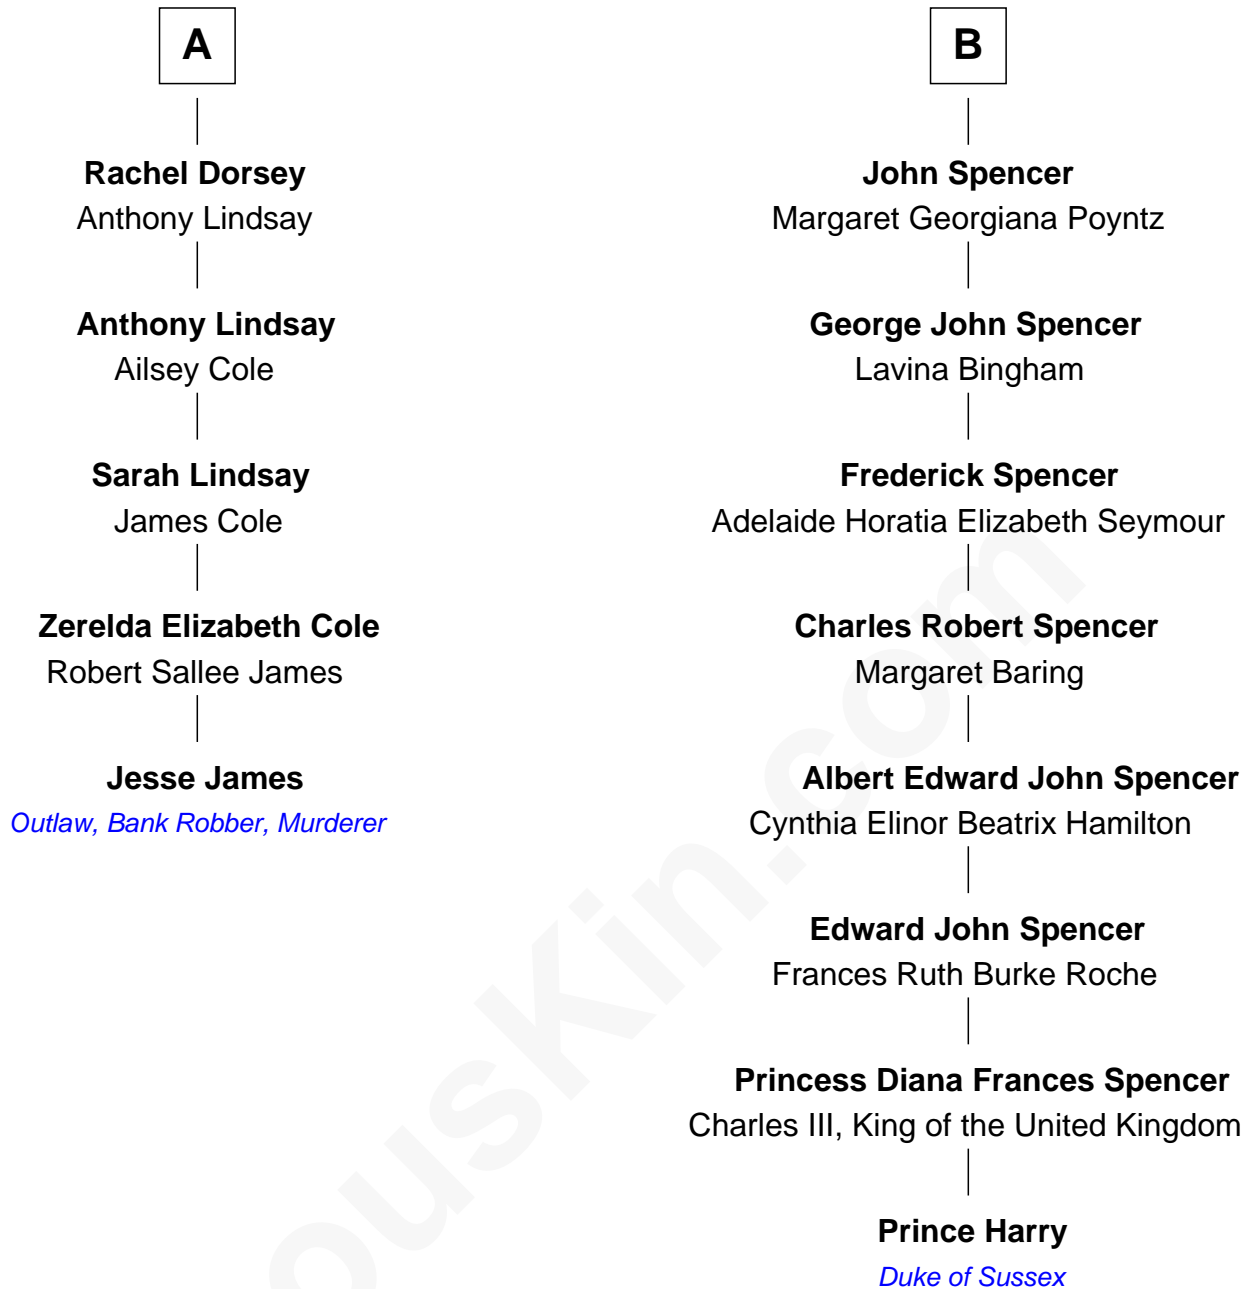 A
Rachel Dorsey
Anthony Lindsay
Anthony Lindsay
Ailsey Cole
Sarah Lindsay
James Cole
Zerelda Elizabeth Cole
Robert Sallee James
Jesse James
Outlaw, Bank Robber, Murderer
B
John Spencer
Margaret Georgiana Poyntz
George John Spencer
Lavina Bingham
Frederick Spencer
Adelaide Horatia Elizabeth Seymour
Charles Robert Spencer
Margaret Baring
Albert Edward John Spencer
Cynthia Elinor Beatrix Hamilton
Edward John Spencer
Frances Ruth Burke Roche
Princess Diana Frances Spencer
Charles III, King of the United Kingdom
Prince Harry
Duke of Sussex
ousKin.com